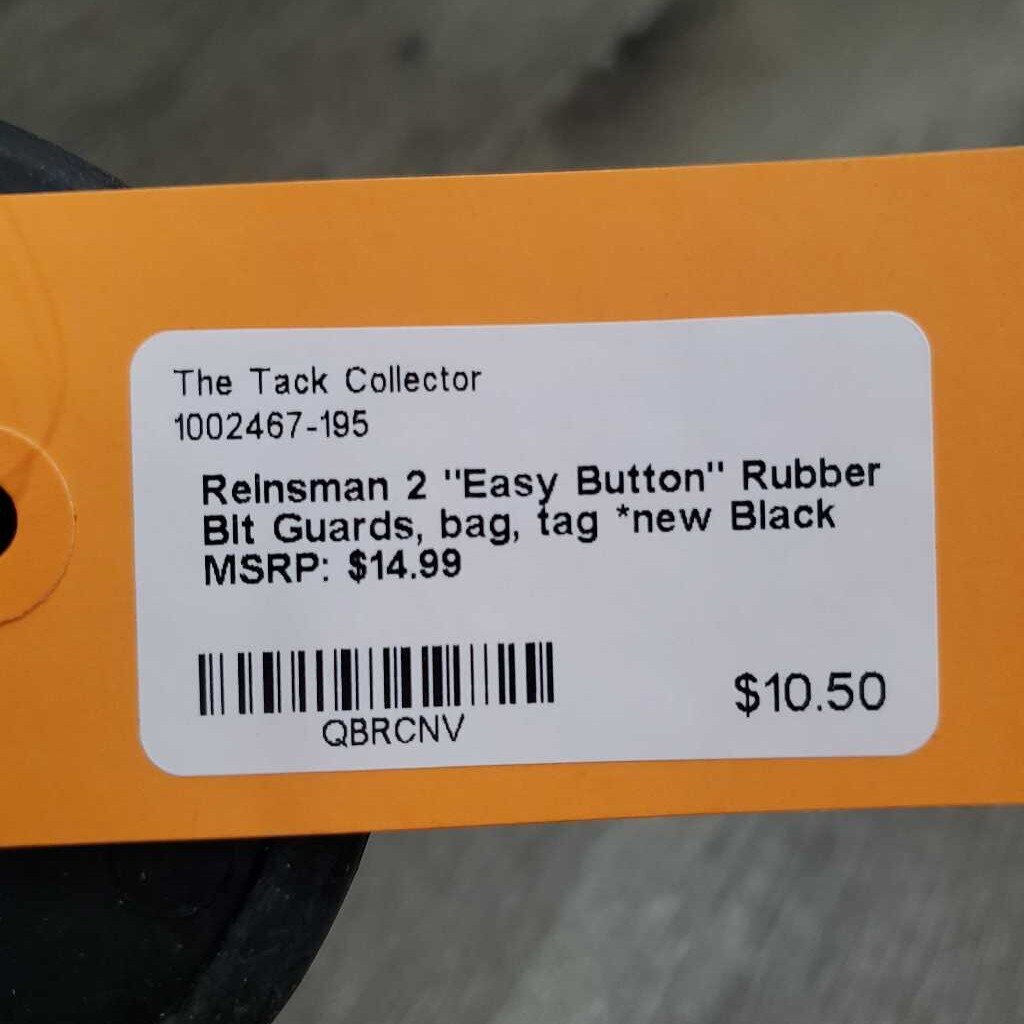 The Tack Collector
1002467-195
Reinsman 2 "Easy Button" Rubber
Bit Guards, bag, tag *new Black
MSRP: $14.99
QBRCNV
$10.50